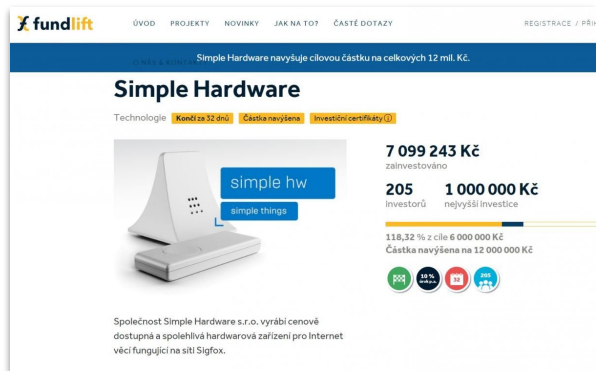 fundlift
ÚVOD PROJEKTY NOVINKY JAK NA TO? ČASTÉ DOTAZY REGISTRACE /
Simple Hardware navyšuje cílovou částku na celkových 12 mil. Kč.
Simple Hardware
Technologie Končí za 32 dnů Částka navýšena Investiční certifikáty
simple hw
simple things
7 099 243 Kč
zainvestováno
205 1 000 000 Kč
investorů nejvyšší investice
118,32 % z cíle 6 000 000 Kč
Částka navýšena na 12 000 000 Kč
10 % 32 205
Společnost Simple Hardware s.r.o. vyrábí cenově
dostupná a spolehlivá hardwarová zařízení pro Internet
věcí fungující na síti Sigfox.